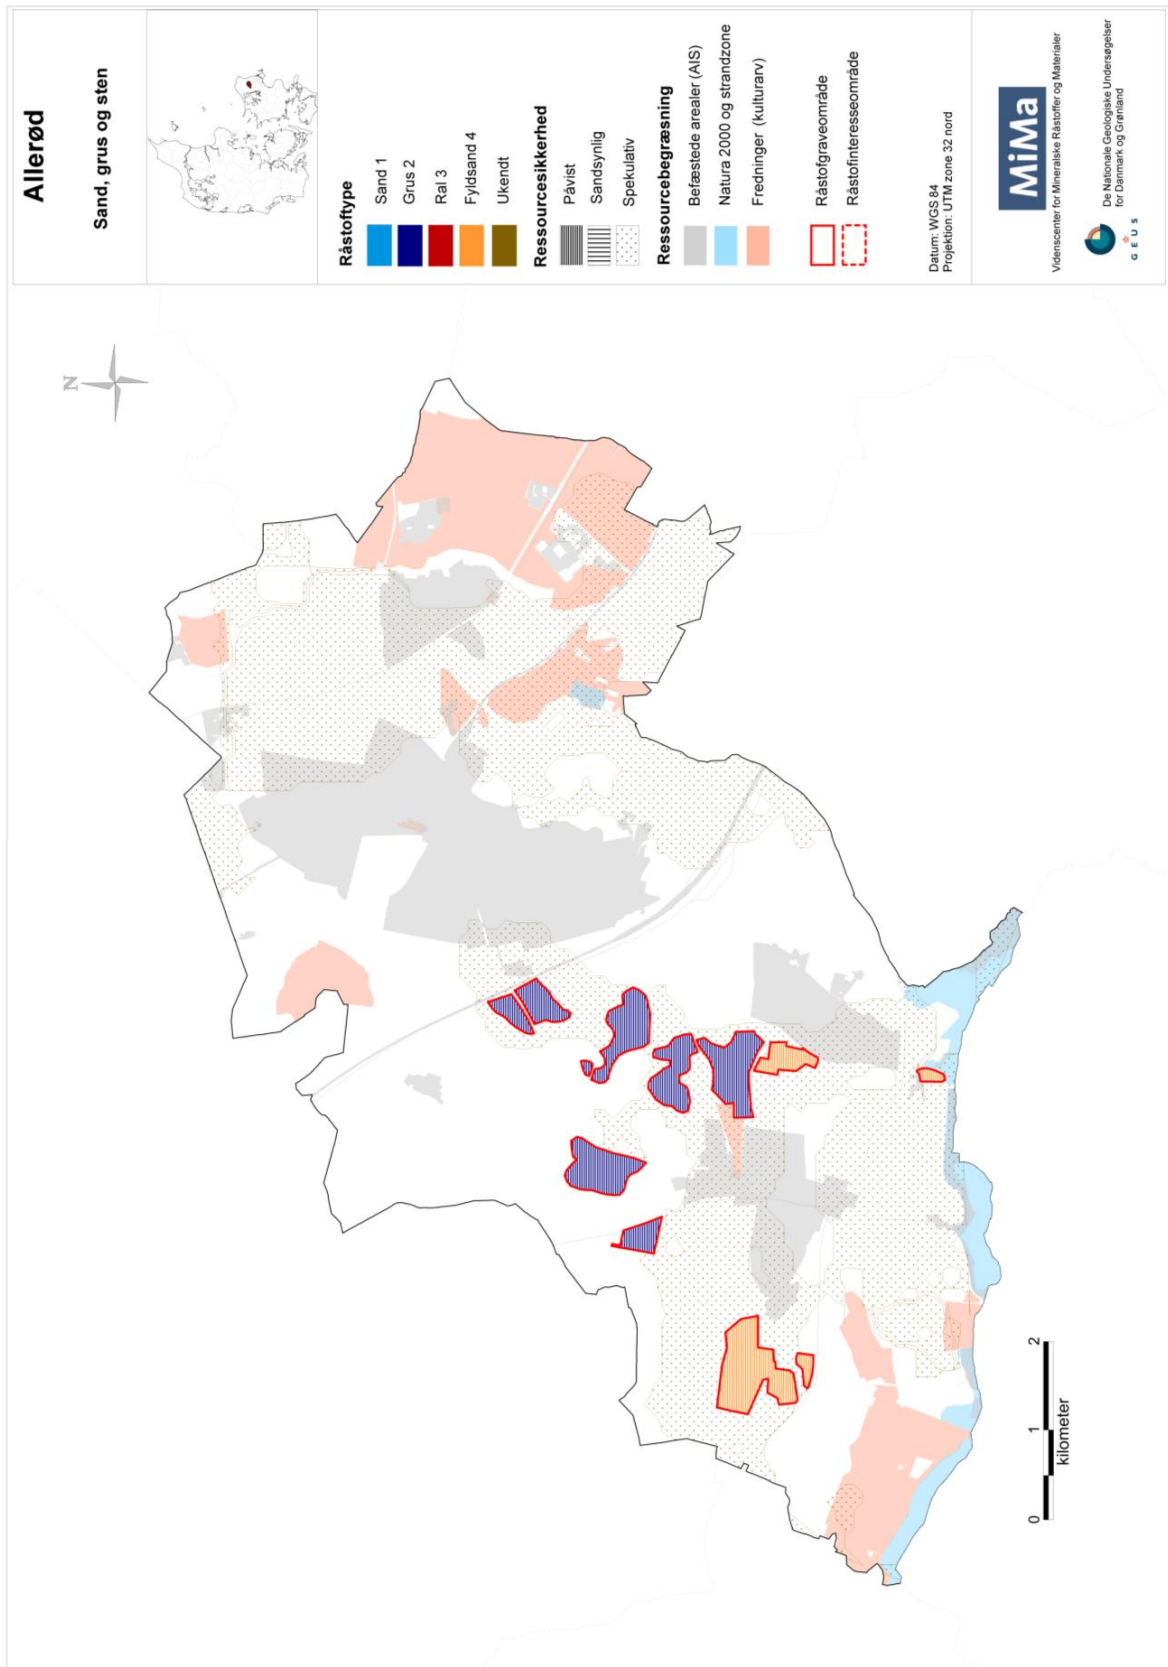 Allerød
Sand, grus og sten
Råstoftype
Sand 1
Grus 2
Ral 3
Fyldsand 4
Ukendt
Ressourcesikkerhed
Påvist
Sandsynlig
Spekulativ
Ressourcebegræsning
Befæstede arealer (AIS)
Natura 2000 og strandzone
Fredninger (kulturarv)
Råstofgraveområde
Råstofinteresseområde
Datum: WGS 84
Projektion: UTM zone 32 nord
MiMa
Videnscenter for Mineralske Råstoffer og Materialer
G E U S
De Nationale Geologiske Undersøgelser
for Danmark og Grønland
N
0 1 2
kilometer